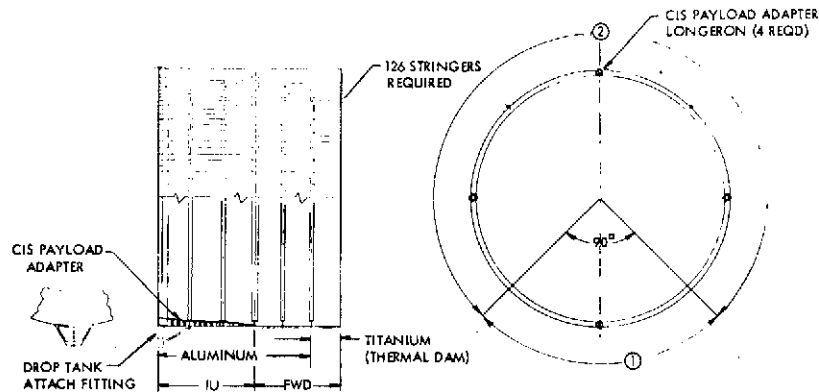 CIS PAYLOAD ADAPTER
LONGERON (4 REQD)
②
126 STRINGERS
REQUIRED
90°
CIS PAYLOAD
ADAPTER
TITANIUM
(THERMAL DAM)
ALUMINUM
DROP TANK
ATTACH FITTING
IU
FWD
①